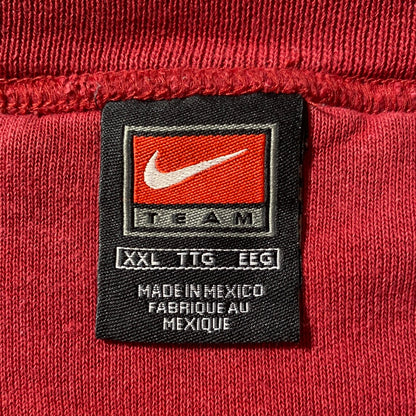 TEAM
XXL TTG EEG
MADE IN MEXICO
FABRIQUE AU
MEXIQUE